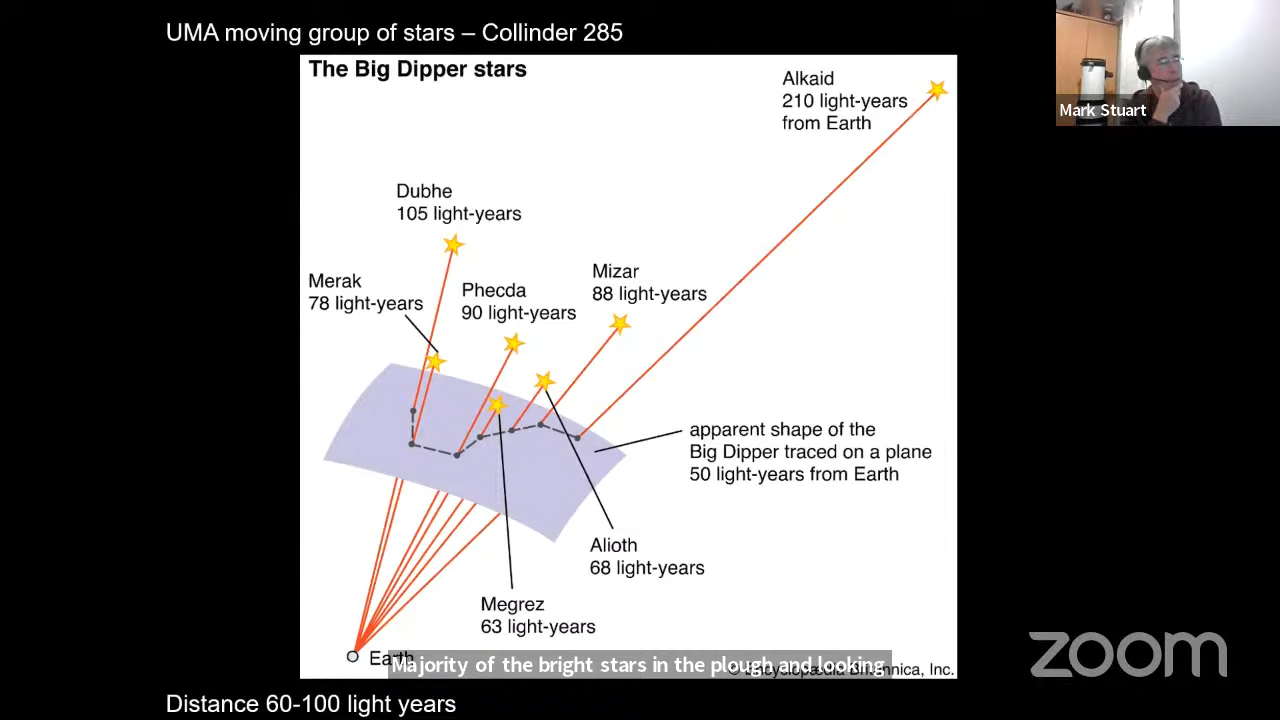 UMA moving group of stars – Collinder 285
The Big Dipper stars
Alkaid
210 light-years
from Earth
Mark Stuart
Dubhe
105 light-years
Merak
78 light-years
Phecda
90 light-years
Mizar
88 light-years
apparent shape of the
Big Dipper traced on a plane
50 light-years from Earth
Alioth
68 light-years
Megrez
63 light-years
Earth
Majority of the bright stars in the plough and looking
© Encyclopædia Britannica, Inc.
zoom
Distance 60-100 light years